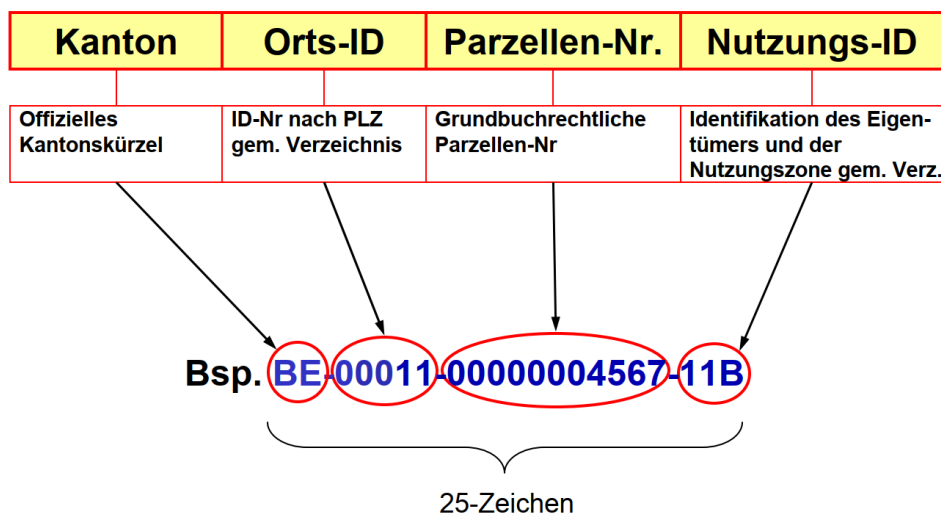 Kanton Orts-ID Parzellen-Nr. Nutzungs-ID
Offizielles
Kantonskürzel
ID-Nr nach PLZ
gem. Verzeichnis
Grundbuchrechtliche
Parzellen-Nr
Identifikation des Eigen-
tümers und der
Nutzungszone gem. Verz.
Bsp. BE-00011-00000004567-11B
25-Zeichen